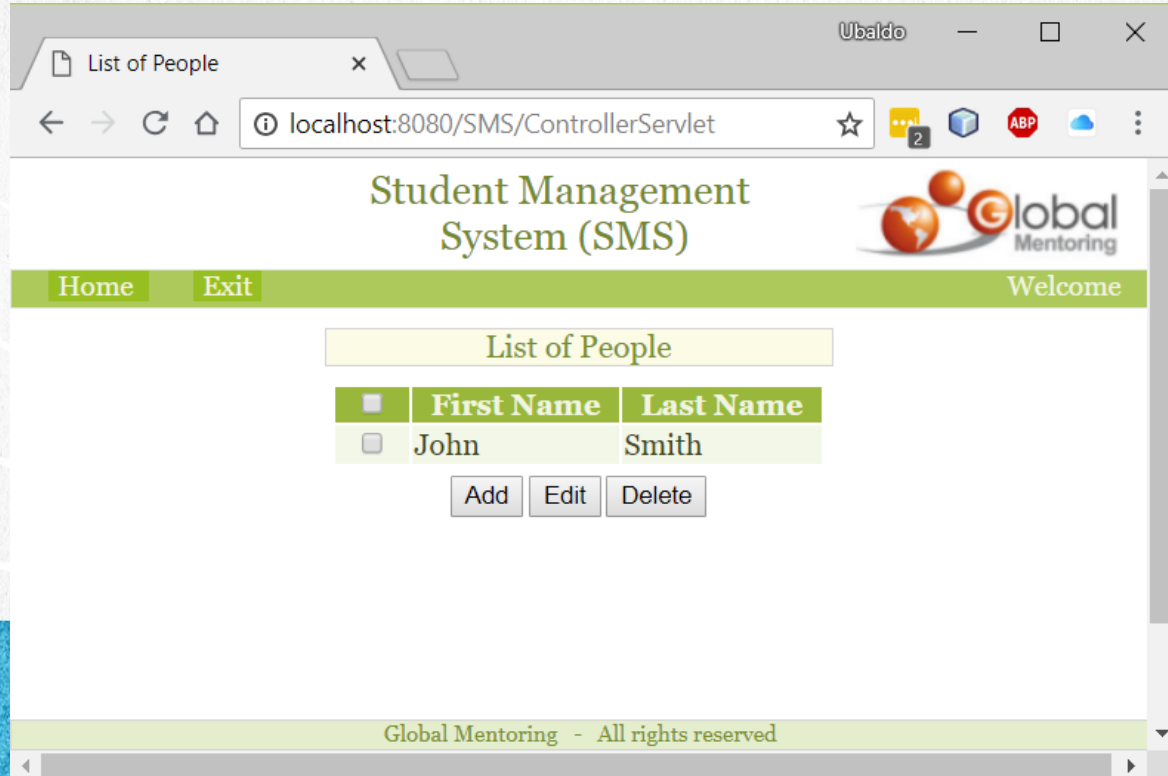 Ubaldo
List of People
localhost:8080/SMS/ControllerServlet
2
ABP
Student Management
System (SMS)
Global
Mentoring
Home Exit Welcome
List of People
First Name Last Name
John Smith
Add Edit Delete
Global Mentoring - All rights reserved